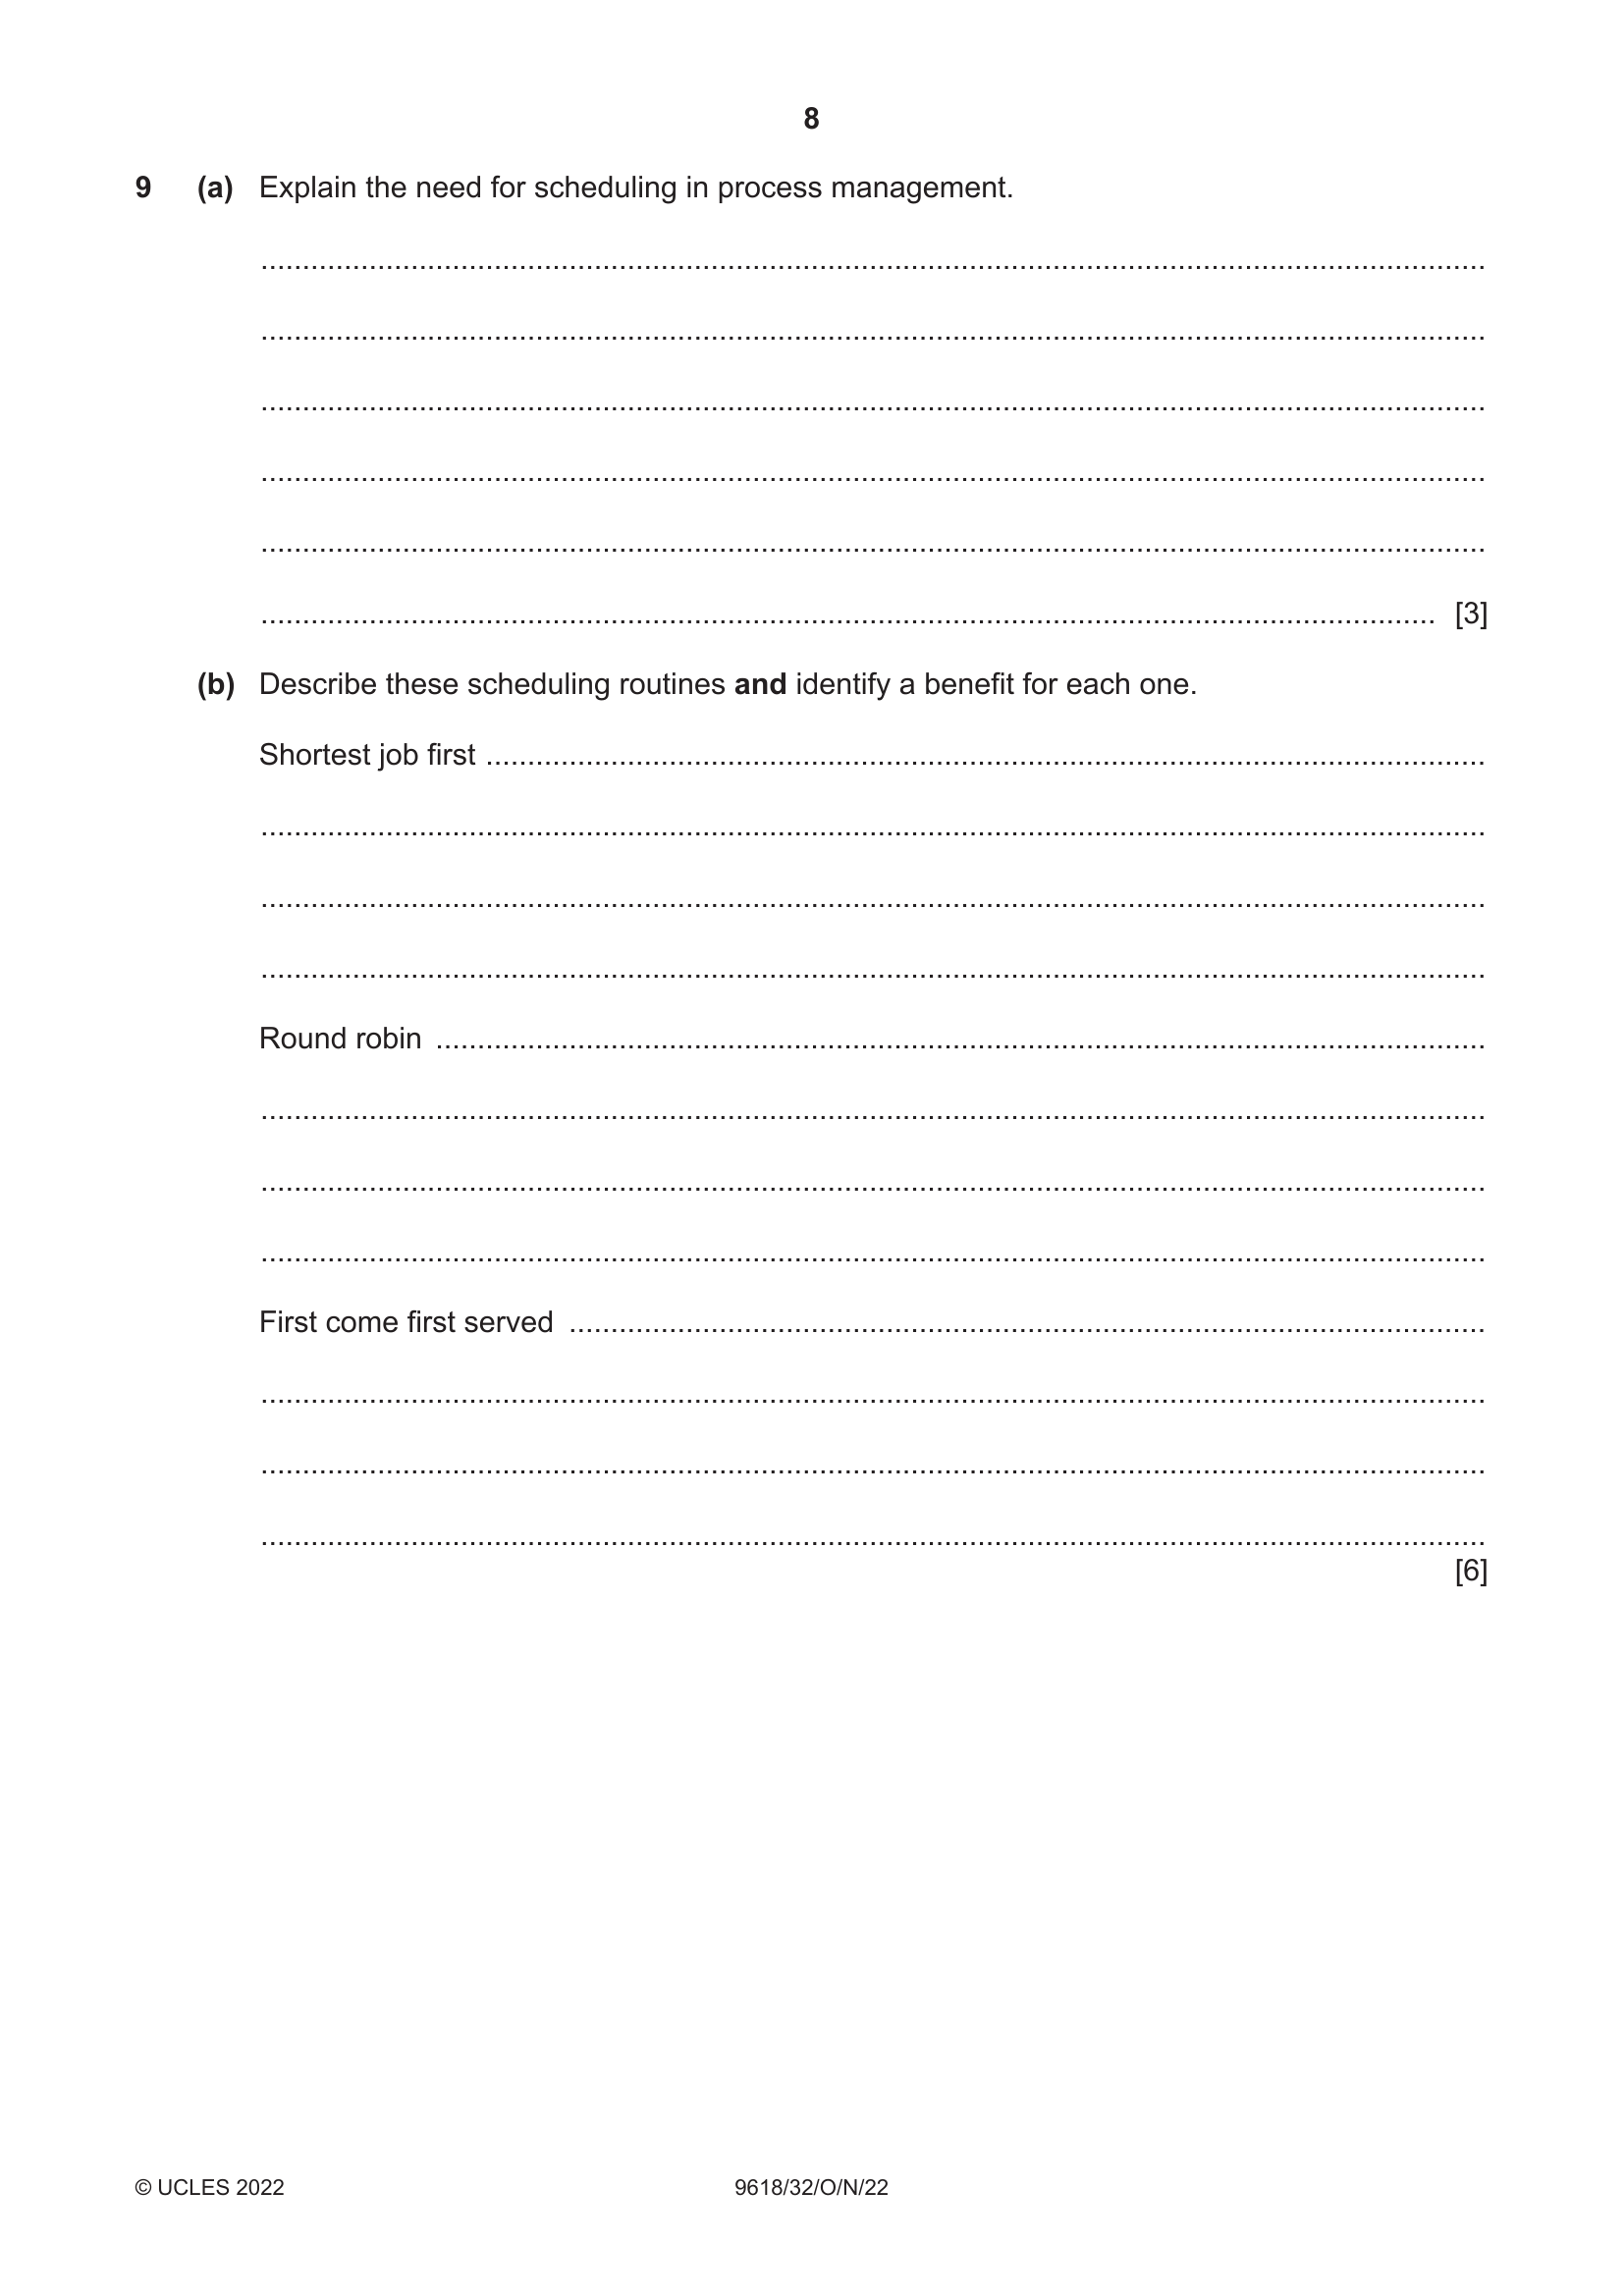 8
9 (a) Explain the need for scheduling in process management.
..........................................................................................................................................
..........................................................................................................................................
..........................................................................................................................................
..........................................................................................................................................
..........................................................................................................................................
.................................................................................................................................... [3]
(b) Describe these scheduling routines and identify a benefit for each one.
Shortest job first ................................................................................................................
..........................................................................................................................................
..........................................................................................................................................
..........................................................................................................................................
Round robin ......................................................................................................................
..........................................................................................................................................
..........................................................................................................................................
..........................................................................................................................................
First come first served .......................................................................................................
..........................................................................................................................................
..........................................................................................................................................
..........................................................................................................................................
[6]
© UCLES 2022 9618/32/O/N/22